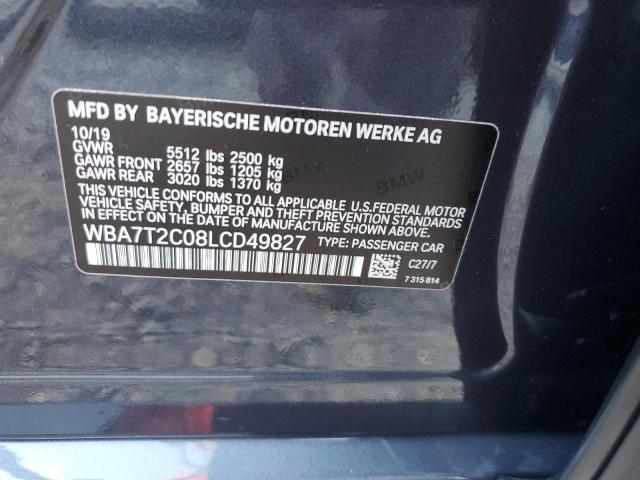 MFD BY BAYERISCHE MOTOREN WERKE AG
10/19
GVWR 5512 lbs 2500 kg
GAWR FRONT 2657 lbs 1205 kg
GAWR REAR 3020 lbs 1370 kg
THIS VEHICLE CONFORMS TO ALL APPLICABLE U.S.FEDERAL MOTOR
VEHICLE SAFETY, BUMPER AND THEFT PREVENTION STANDARDS
IN EFFECT ON THE DATE OF MANUFACTURE SHOWN ABOVE.
WBA7T2C08LCD49827 TYPE: PASSENGER CAR
C27/7
7 315 814
BMW
BMW